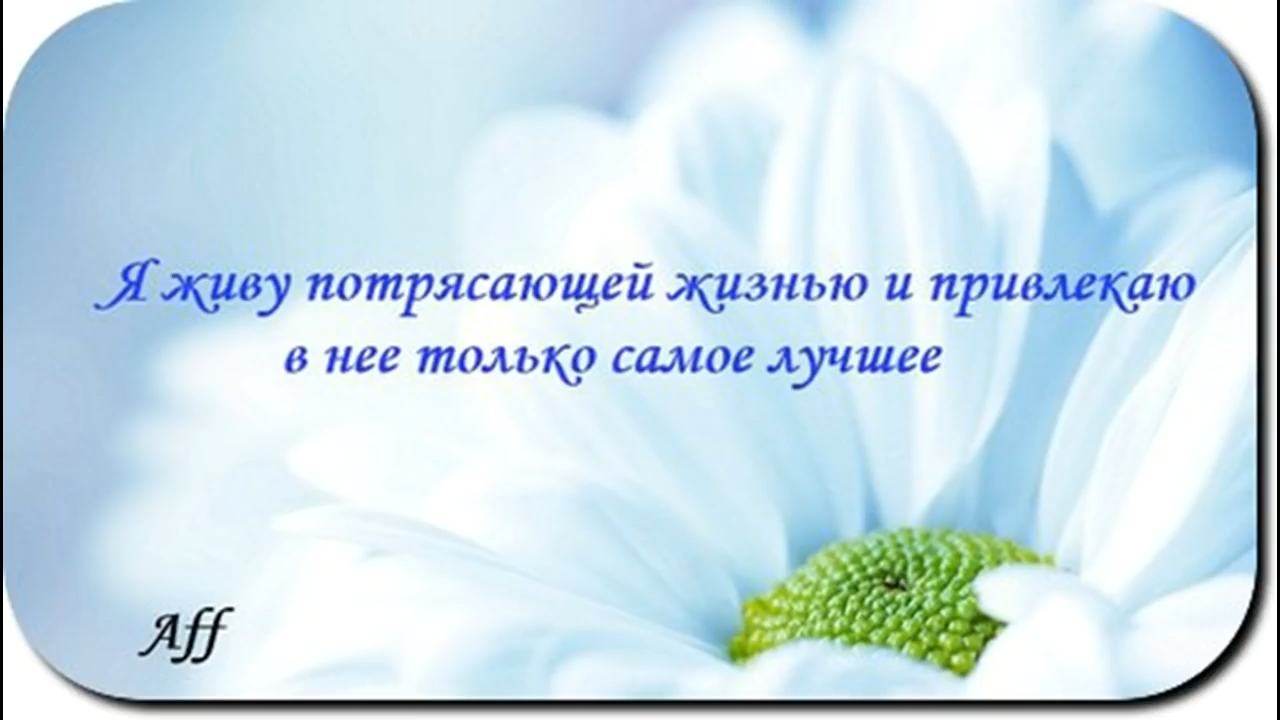 Я живу потрясающей жизнью и привлекаю
в нее только самое лучшее
Aff